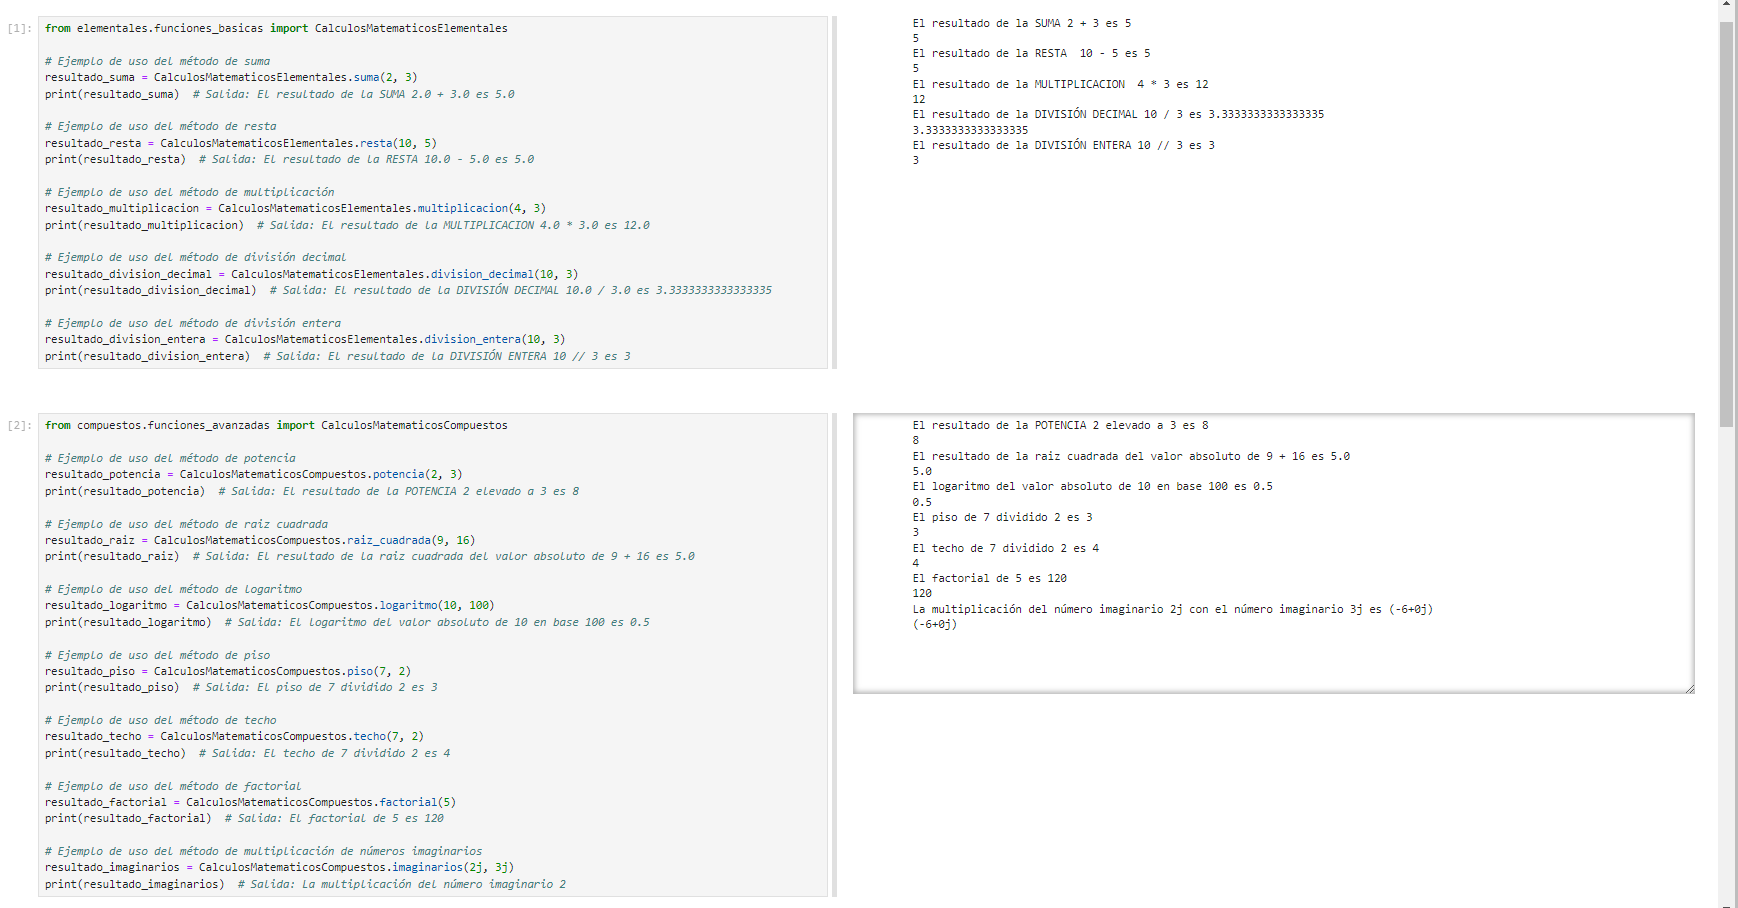 [1]:
from elementales.funciones_basicas import CalculosMatematicosElementales
# Ejemplo de uso del método de suma
resultado_suma = CalculosMatematicosElementales.suma(2, 3)
print(resultado_suma)  # Salida: El resultado de la SUMA 2.0 + 3.0 es 5.0
# Ejemplo de uso del método de resta
resultado_resta = CalculosMatematicosElementales.resta(10, 5)
print(resultado_resta)  # Salida: El resultado de la RESTA 10.0 - 5.0 es 5.0
# Ejemplo de uso del método de multiplicación
resultado_multiplicacion = CalculosMatematicosElementales.multiplicacion(4, 3)
print(resultado_multiplicacion)  # Salida: El resultado de la MULTIPLICACION 4.0 * 3.0 es 12.0
# Ejemplo de uso del método de división decimal
resultado_division_decimal = CalculosMatematicosElementales.division_decimal(10, 3)
print(resultado_division_decimal)  # Salida: El resultado de la DIVISIÓN DECIMAL 10.0 / 3.0 es 3.3333333333333335
# Ejemplo de uso del método de división entera
resultado_division_entera = CalculosMatematicosElementales.division_entera(10, 3)
print(resultado_division_entera)  # Salida: El resultado de la DIVISIÓN ENTERA 10 // 3 es 3
El resultado de la SUMA 2 + 3 es 5
5
El resultado de la RESTA  10 - 5 es 5
5
El resultado de la MULTIPLICACION  4 * 3 es 12
12
El resultado de la DIVISIÓN DECIMAL 10 / 3 es 3.3333333333333335
3.3333333333333335
El resultado de la DIVISIÓN ENTERA 10 // 3 es 3
3
[2]:
from compuestos.funciones_avanzadas import CalculosMatematicosCompuestos
# Ejemplo de uso del método de potencia
resultado_potencia = CalculosMatematicosCompuestos.potencia(2, 3)
print(resultado_potencia)  # Salida: El resultado de la POTENCIA 2 elevado a 3 es 8
# Ejemplo de uso del método de raiz cuadrada
resultado_raiz = CalculosMatematicosCompuestos.raiz_cuadrada(9, 16)
print(resultado_raiz)  # Salida: El resultado de la raiz cuadrada del valor absoluto de 9 + 16 es 5.0
# Ejemplo de uso del método de logaritmo
resultado_logaritmo = CalculosMatematicosCompuestos.logaritmo(10, 100)
print(resultado_logaritmo)  # Salida: El logaritmo del valor absoluto de 10 en base 100 es 0.5
# Ejemplo de uso del método de piso
resultado_piso = CalculosMatematicosCompuestos.piso(7, 2)
print(resultado_piso)  # Salida: El piso de 7 dividido 2 es 3
# Ejemplo de uso del método de techo
resultado_techo = CalculosMatematicosCompuestos.techo(7, 2)
print(resultado_techo)  # Salida: El techo de 7 dividido 2 es 4
# Ejemplo de uso del método de factorial
resultado_factorial = CalculosMatematicosCompuestos.factorial(5)
print(resultado_factorial)  # Salida: El factorial de 5 es 120
# Ejemplo de uso del método de multiplicación de números imaginarios
resultado_imaginarios = CalculosMatematicosCompuestos.imaginarios(2j, 3j)
print(resultado_imaginarios)  # Salida: La multiplicación del número imaginario 2
El resultado de la POTENCIA 2 elevado a 3 es 8
8
El resultado de la raiz cuadrada del valor absoluto de 9 + 16 es 5.0
5.0
El logaritmo del valor absoluto de 10 en base 100 es 0.5
0.5
El piso de 7 dividido 2 es 3
3
El techo de 7 dividido 2 es 4
4
El factorial de 5 es 120
120
La multiplicación del número imaginario 2j con el número imaginario 3j es (-6+0j)
(-6+0j)